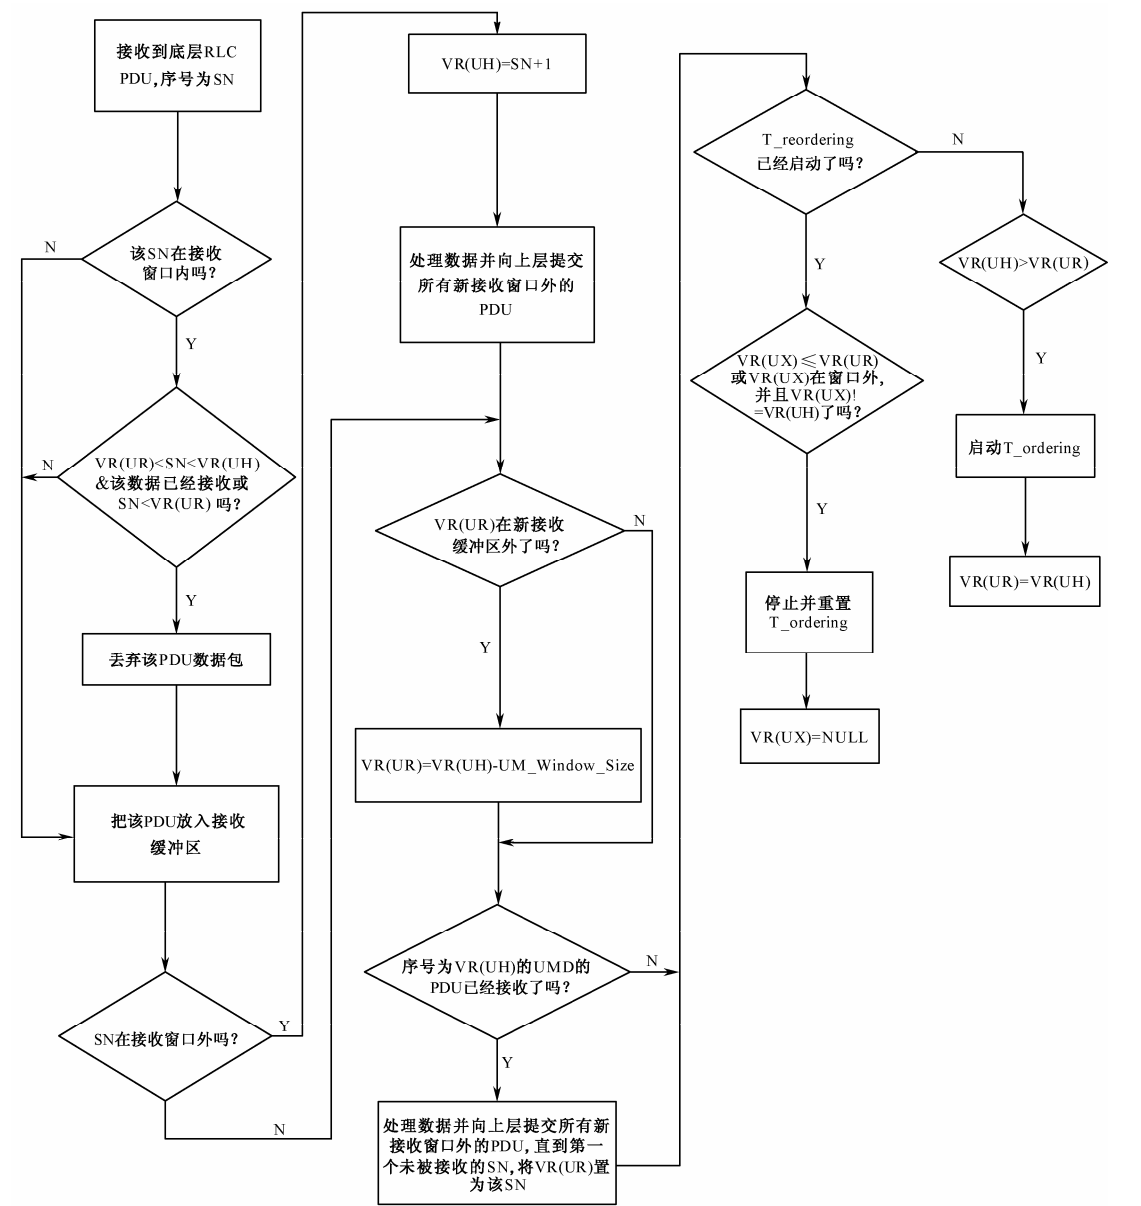 接收到底层RLC
PDU,序号为SN
N
该SN在接收
窗口内吗?
Y
N
VR(UR)<SN<VR(UH)
&该数据已经接收或
SN<VR(UR)吗?
Y
丢弃该PDU数据包
把该PDU放入接收
缓冲区
SN在接收窗口外吗?
Y
N
VR(UH)=SN+1
处理数据并向上层提交
所有新接收窗口外的
PDU
VR(UR)在新接收
缓冲区外了吗?
N
Y
VR(UR)=VR(UH)-UM_Window_Size
序号为VR(UH)的UMD的
PDU已经接收了吗?
N
Y
处理数据并向上层提交所有新
接收窗口外的PDU,直到第一
个未被接收的SN,将VR(UR)置
为该SN
T_reordering
已经启动了吗?
N
Y
VR(UX)≤VR(UR)
或VR(UX)在窗口外,
并且VR(UX)!
=VR(UH)了吗?
Y
停止并重置
T_ordering
VR(UX)=NULL
VR(UH)>VR(UR)
Y
启动T_ordering
VR(UR)=VR(UH)